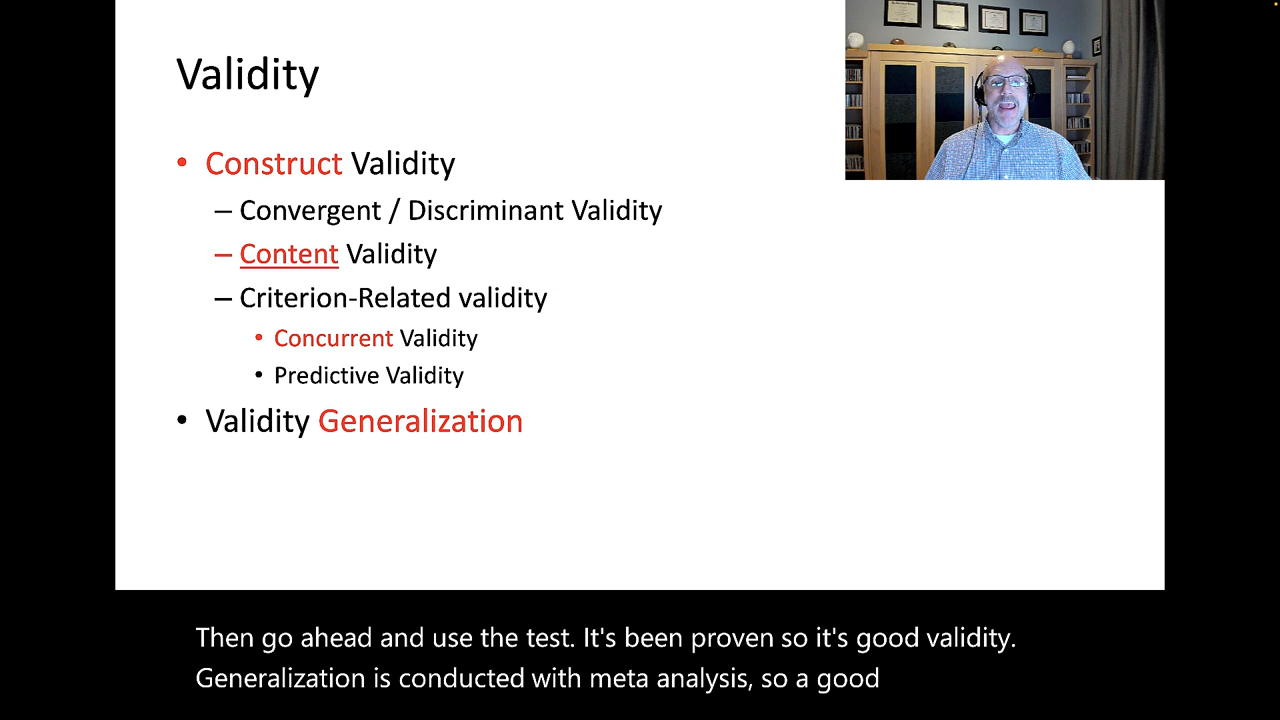 Validity
• Construct Validity
– Convergent / Discriminant Validity
– Content Validity
– Criterion-Related validity
• Concurrent Validity
• Predictive Validity
• Validity Generalization
Then go ahead and use the test. It's been proven so it's good validity.
Generalization is conducted with meta analysis, so a good